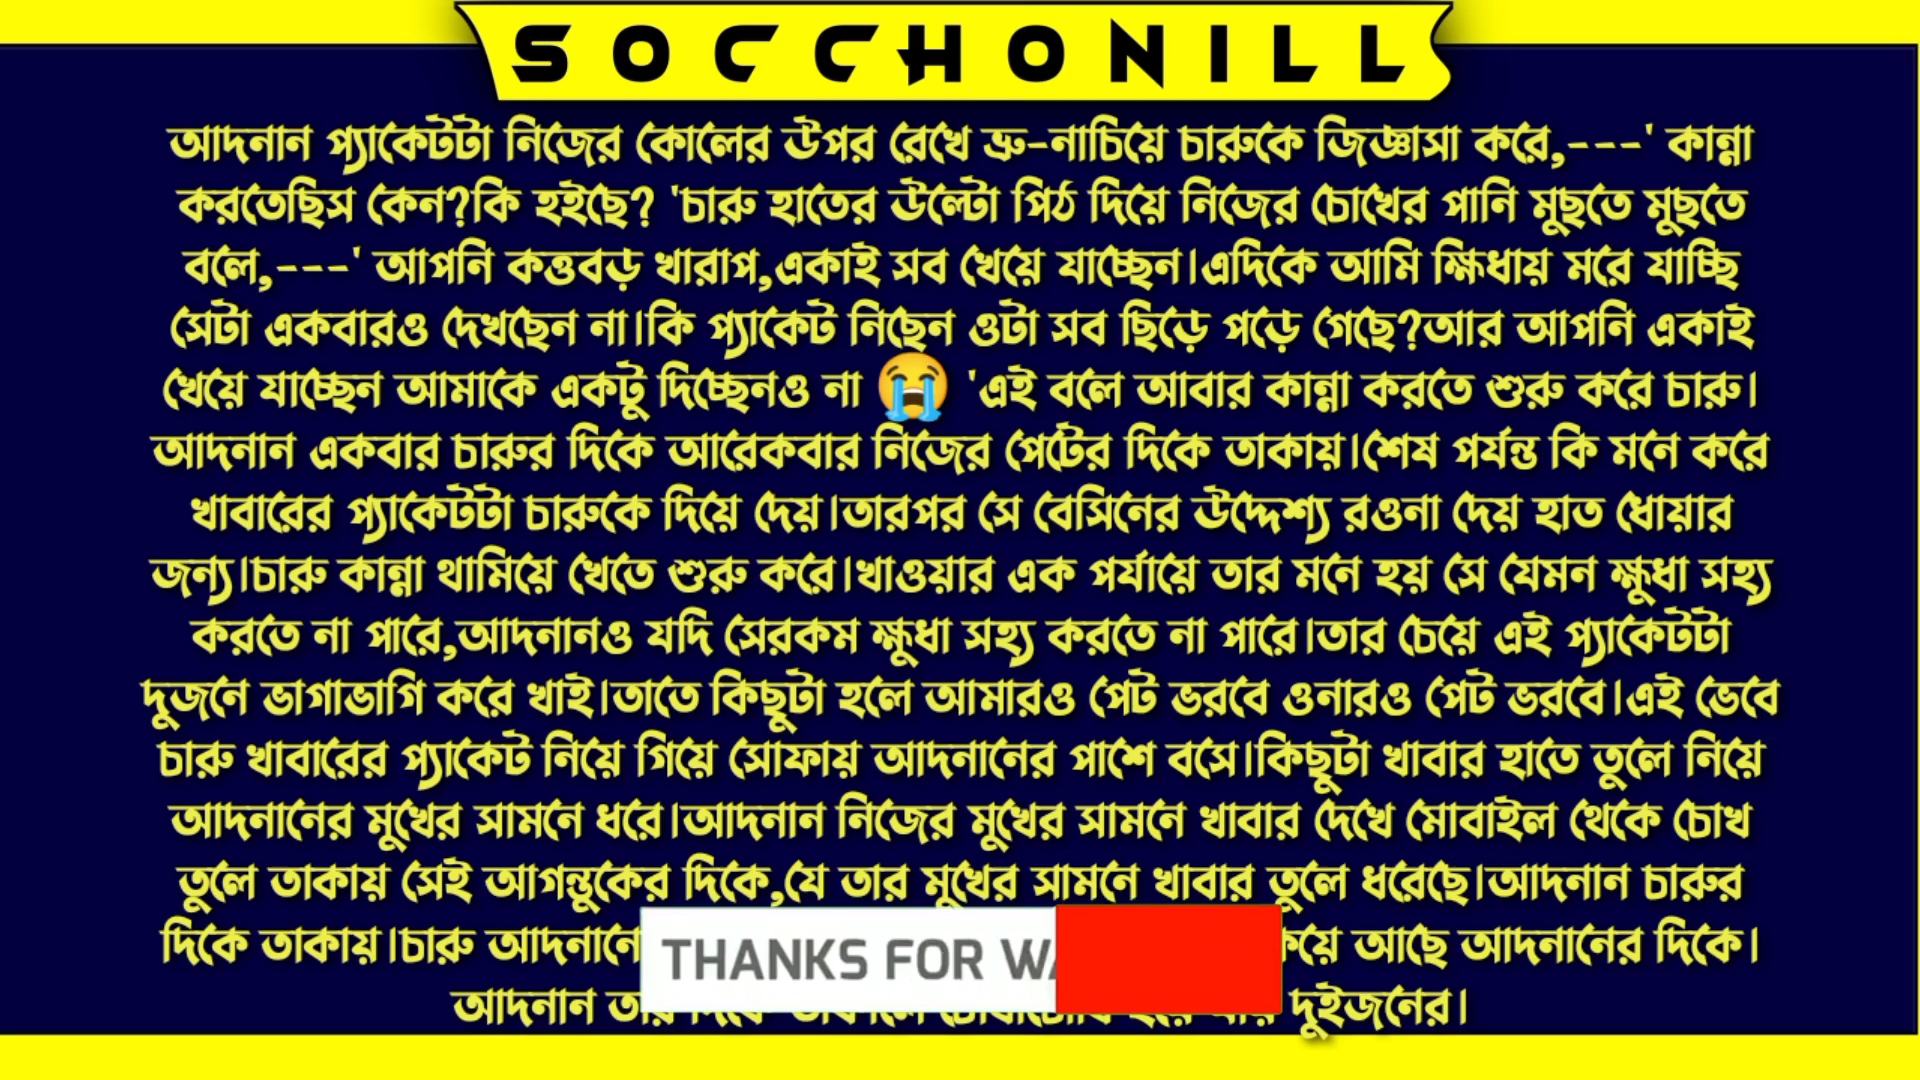 SOCCHONILL
আদনান প্যাকেটটা নিজের কোলের উপর রেখে ভ্রু-নাচিয়ে চারুকে জিজ্ঞাসা করে,---' কান্না
করতেছিস কেন?কি হইছে? 'চারু হাতের উল্টো পিঠ দিয়ে নিজের চোখের পানি মুছতে মুছতে
বলে,---' আপনি কত্তবড় খারাপ,একাই সব খেয়ে যাচ্ছেন।এদিকে আমি ক্ষিধায় মরে যাচ্ছি
সেটা একবারও দেখছেন না।কি প্যাকেট নিছেন ওটা সব ছিড়ে পড়ে গেছে?আর আপনি একাই
খেয়ে যাচ্ছেন আমাকে একটু দিচ্ছেনও না 😭 'এই বলে আবার কান্না করতে শুরু করে চারু।
আদনান একবার চারুর দিকে আরেকবার নিজের পেটের দিকে তাকায়।শেষ পর্যন্ত কি মনে করে
খাবারের প্যাকেটটা চারুকে দিয়ে দেয়।তারপর সে বেসিনের উদ্দেশ্য রওনা দেয় হাত ধোয়ার
জন্য।চারু কান্না থামিয়ে খেতে শুরু করে।খাওয়ার এক পর্যায়ে তার মনে হয় সে যেমন ক্ষুধা সহ্য
করতে না পারে,আদনানও যদি সেরকম ক্ষুধা সহ্য করতে না পারে।তার চেয়ে এই প্যাকেটটা
দুজনে ভাগাভাগি করে খাই।তাতে কিছুটা হলে আমারও পেট ভরবে ওনারও পেট ভরবে।এই ভেবে
চারু খাবারের প্যাকেট নিয়ে গিয়ে সোফায় আদনানের পাশে বসে।কিছুটা খাবার হাতে তুলে নিয়ে
আদনানের মুখের সামনে ধরে।আদনান নিজের মুখের সামনে খাবার দেখে মোবাইল থেকে চোখ
তুলে তাকায় সেই আগন্তুকের দিকে,যে তার মুখের সামনে খাবার তুলে ধরেছে।আদনান চারুর
দিকে তাকায়।চারু আছে আদনানের দিকে।
THANKS FOR
আদনান দুইজনের।